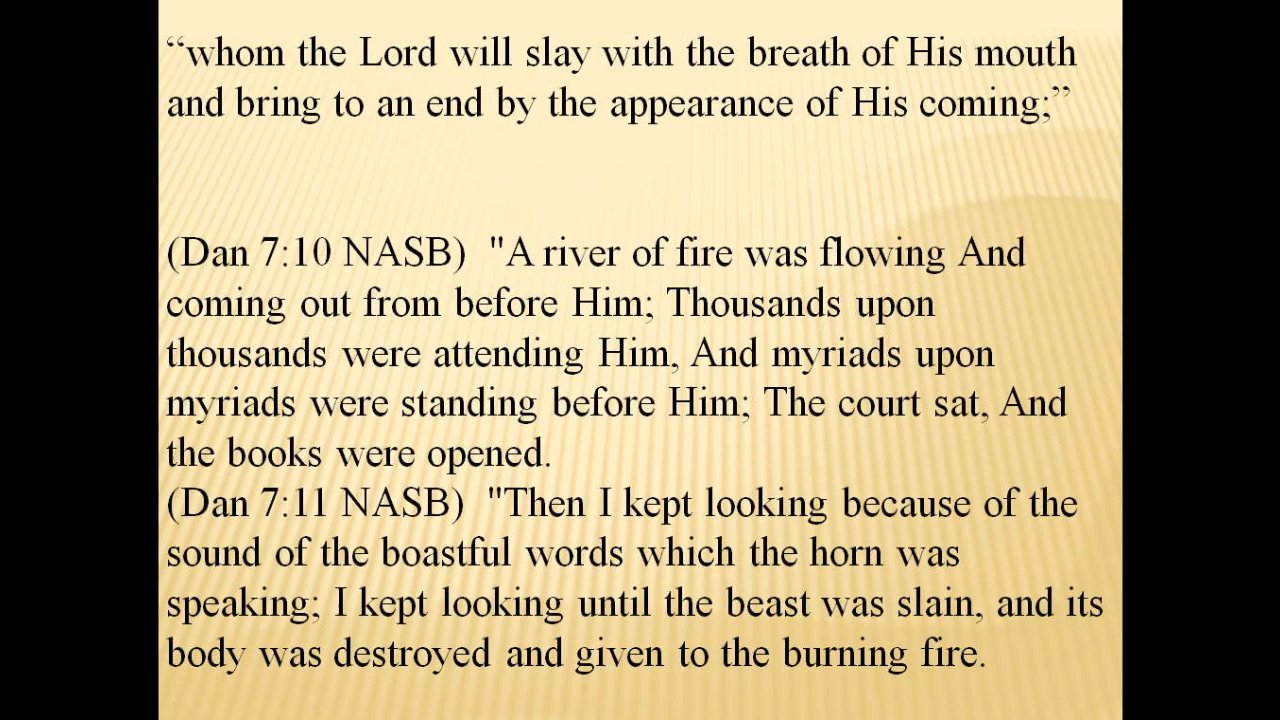 “whom the Lord will slay with the breath of His mouth
and bring to an end by the appearance of His coming;”
(Dan 7:10 NASB)  "A river of fire was flowing And
coming out from before Him; Thousands upon
thousands were attending Him, And myriads upon
myriads were standing before Him; The court sat, And
the books were opened.
(Dan 7:11 NASB)  "Then I kept looking because of the
sound of the boastful words which the horn was
speaking; I kept looking until the beast was slain, and its
body was destroyed and given to the burning fire.